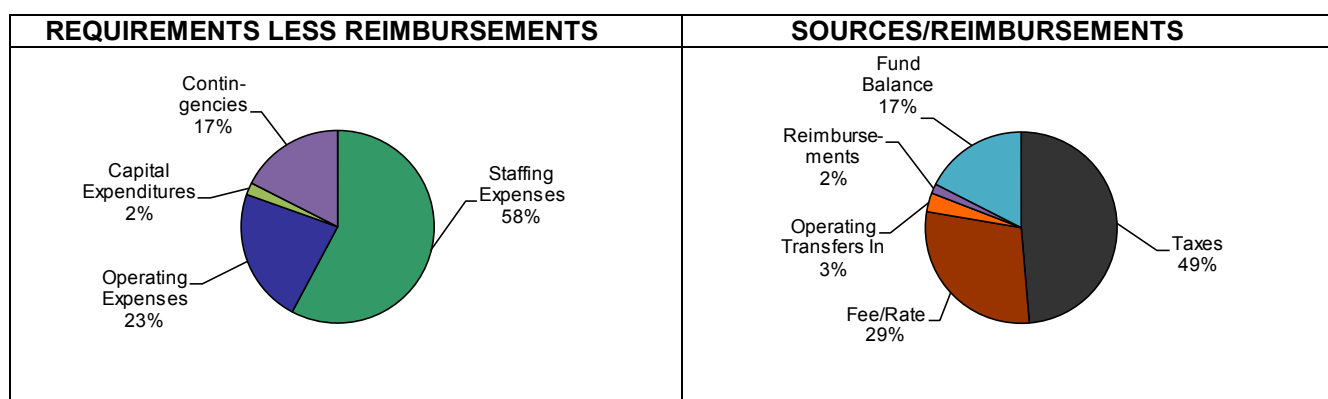 REQUIREMENTS LESS REIMBURSEMENTS
Contin-
gencies
17%
Capital
Expenditures
2%
Operating
Expenses
23%
Staffing
Expenses
58%
SOURCES/REIMBURSEMENTS
Fund
Balance
17%
Reimburse-
ments
2%
Operating
Transfers In
3%
Fee/Rate
29%
Taxes
49%